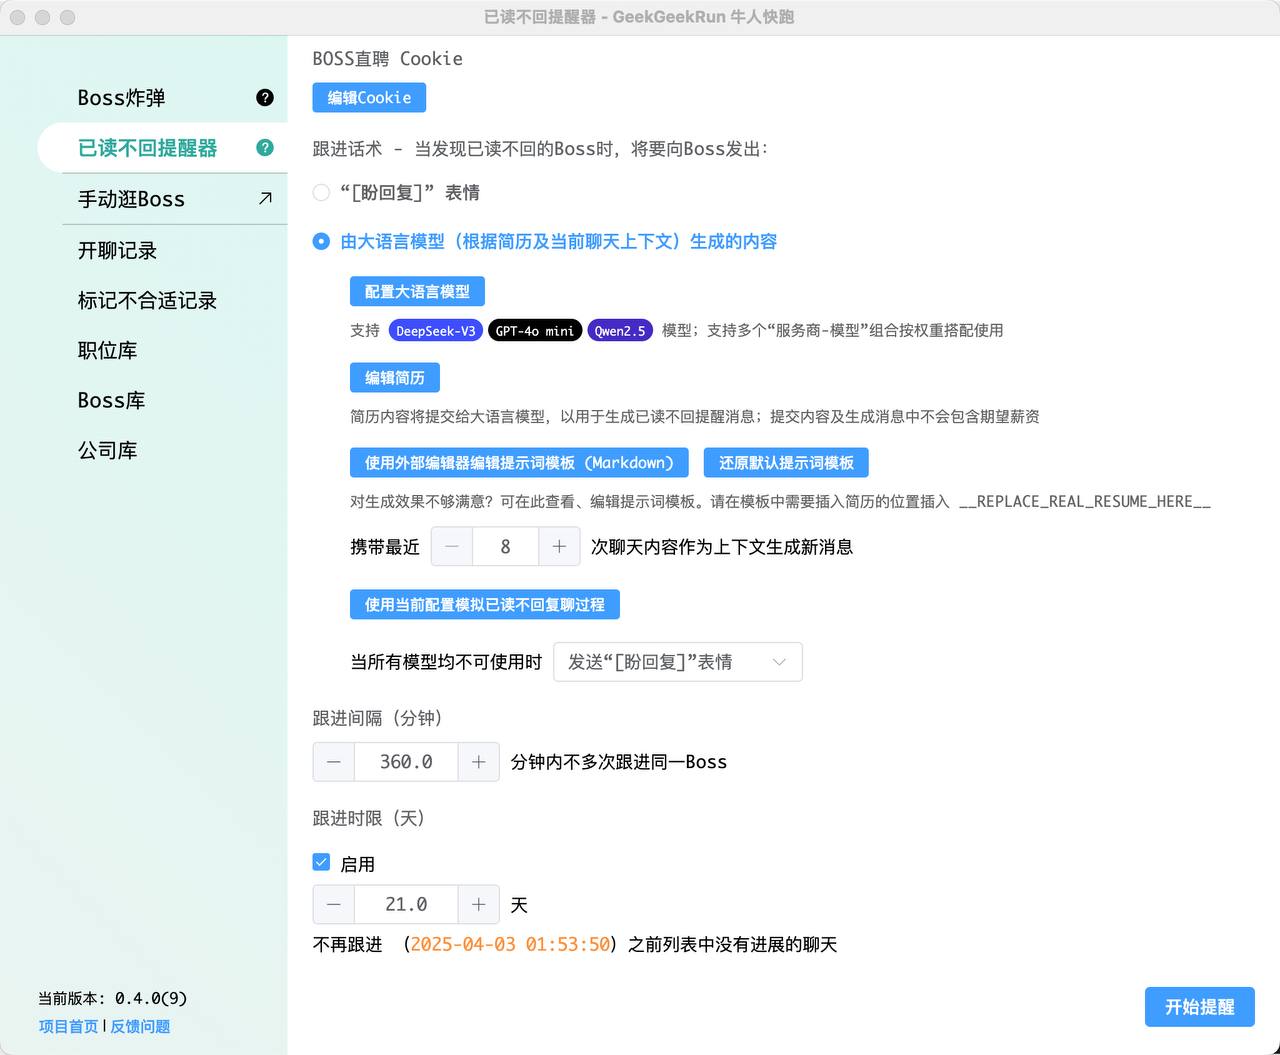 已读不回提醒器 - GeekGeekRun 牛人快跑
Boss炸弹
已读不回提醒器
手动逛Boss
开聊记录
标记不合适记录
职位库
Boss库
公司库
当前版本: 0.4.0(9)
项目首页 | 反馈问题
BOSS直聘 Cookie
编辑Cookie
跟进话术 - 当发现已读不回的Boss时，将要向Boss发出：
“[盼回复]” 表情
由大语言模型（根据简历及当前聊天上下文）生成的内容
配置大语言模型
支持 DeepSeek-V3 GPT-4o mini Qwen2.5 模型；支持多个“服务商-模型”组合按权重搭配使用
编辑简历
简历内容将提交给大语言模型，以用于生成已读不回提醒消息；提交内容及生成消息中不会包含期望薪资
使用外部编辑器编辑提示词模板 (Markdown) 还原默认提示词模板
对生成效果不够满意？可在此查看、编辑提示词模板。请在模板中需要插入简历的位置插入 __REPLACE_REAL_RESUME_HERE__
携带最近 — 8 + 次聊天内容作为上下文生成新消息
使用当前配置模拟已读不回复聊过程
当所有模型均不可使用时 发送“[盼回复]”表情
跟进间隔（分钟）
— 360.0 + 分钟内不多次跟进同一Boss
跟进时限（天）
启用
— 21.0 + 天
不再跟进 （2025-04-03 01:53:50）之前列表中没有进展的聊天
开始提醒